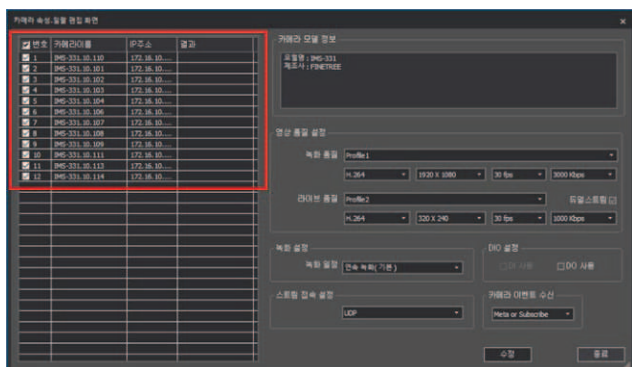 카메라 속성-일괄 편집 화면
번호 카메라이름 IP주소 결과
1 IMS-331.10.110 172.16.10....
2 IMS-331.10.101 172.16.10....
3 IMS-331.10.102 172.16.10....
4 IMS-331.10.103 172.16.10....
5 IMS-331.10.104 172.16.10....
6 IMS-331.10.106 172.16.10....
7 IMS-331.10.107 172.16.10....
8 IMS-331.10.108 172.16.10....
9 IMS-331.10.109 172.16.10....
10 IMS-331.10.111 172.16.10....
11 IMS-331.10.113 172.16.10....
12 IMS-331.10.114 172.16.10....
카메라 모델 정보
모델명 : IMS-331
제조사 : FINETREE
영상 품질 설정
녹화 품질 Profile1
H.264 1920 X 1080 30 fps 3000 Kbps
라이브 품질 Profile2 듀얼스트림
H.264 320 X 240 30 fps 1000 Kbps
녹화 설정
녹화 일정 연속 녹화( 기본 )
DIO 설정
DI 사용 DO 사용
스트림 접속 설정
UDP
카메라 이벤트 수신
Meta or Subscribe
수정 종료